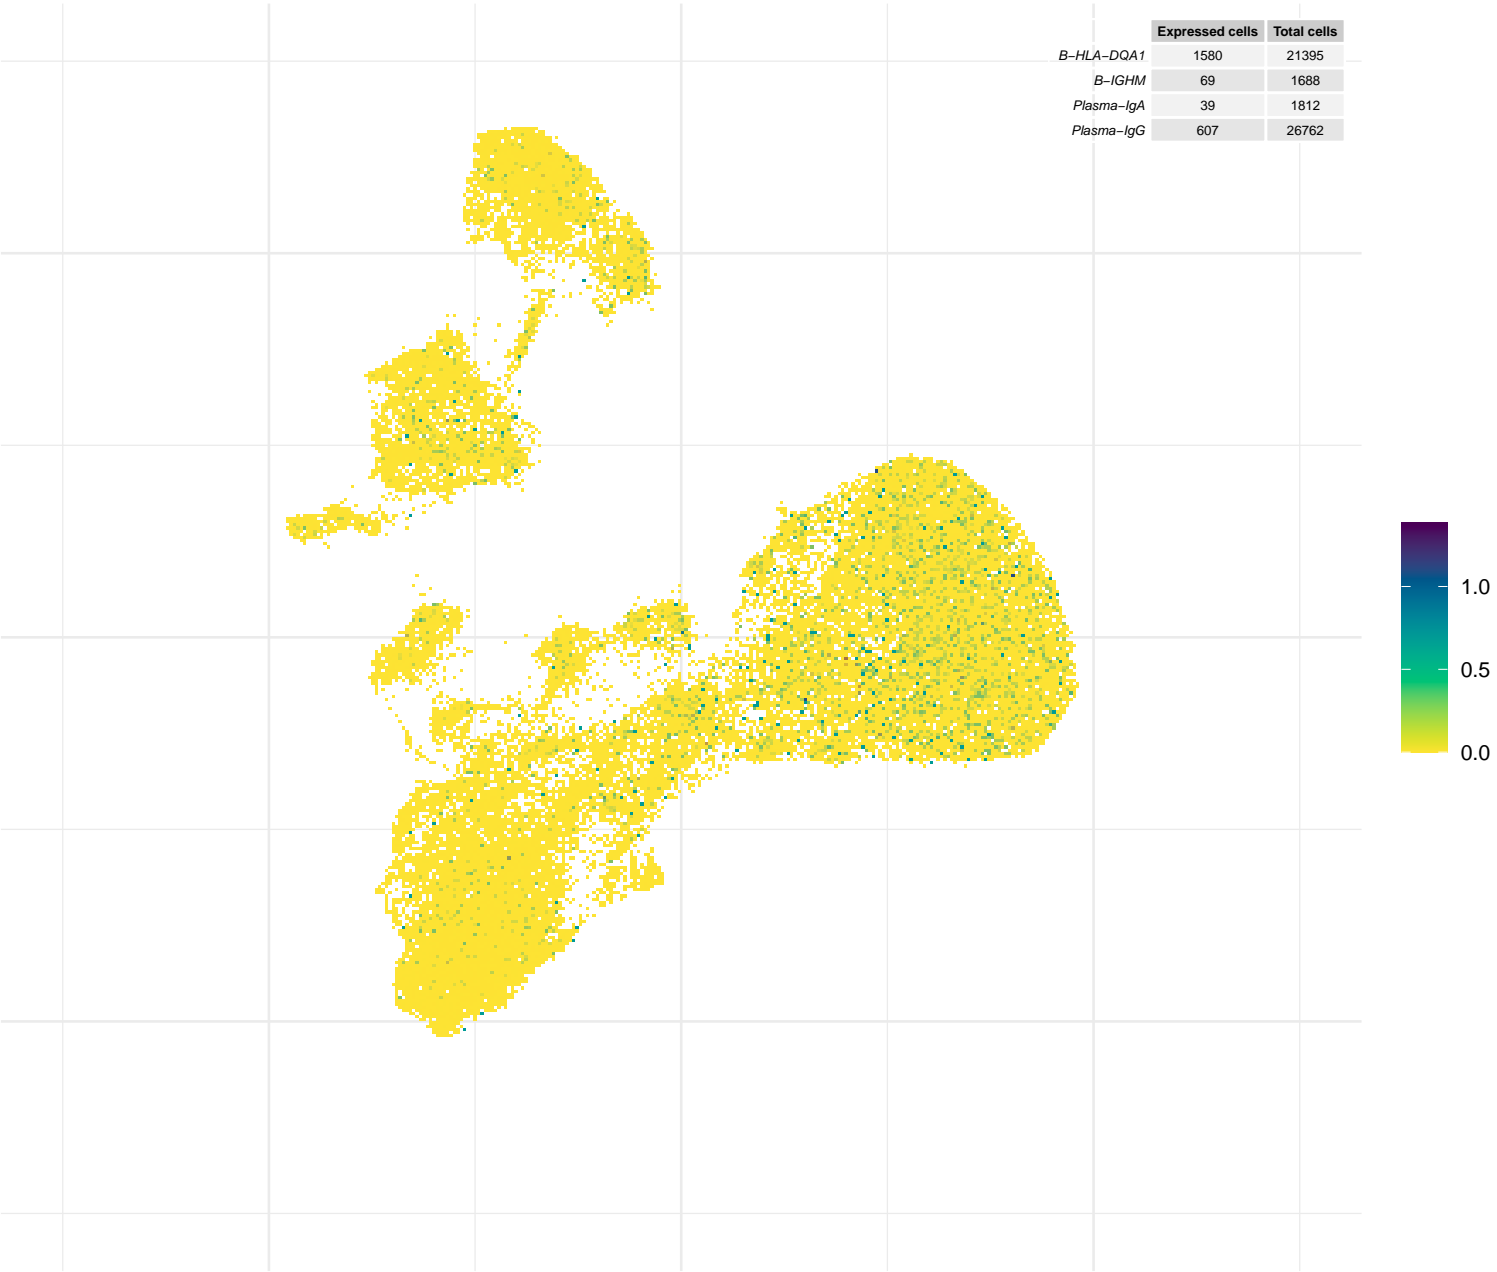 Expressed cells Total cells
B−HLA−DQA1 1580 21395
B−IGHM 69 1688
Plasma−IgA 39 1812
Plasma−IgG 607 26762
1.0
0.5
0.0